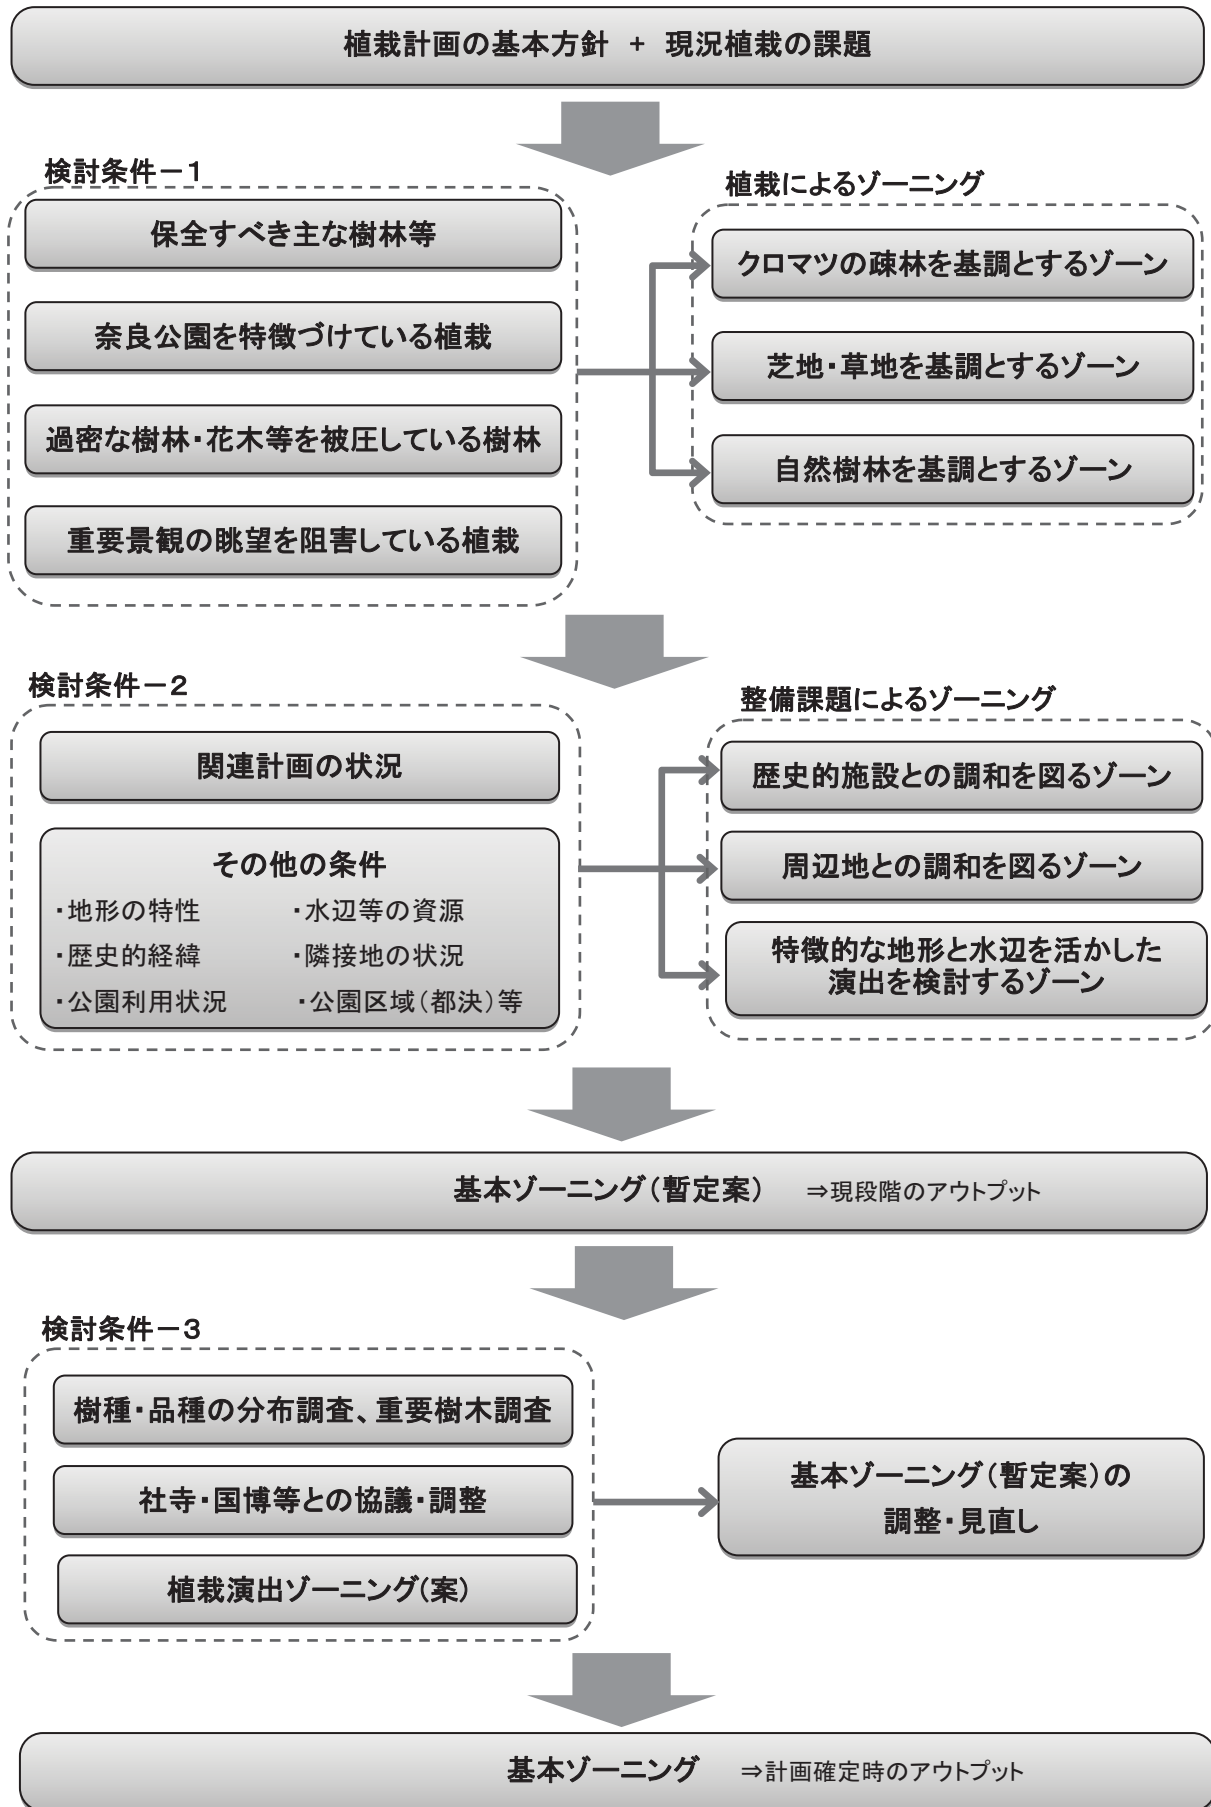 植栽計画の基本方針 + 現況植栽の課題
検討条件－1
保全すべき主な樹林等
奈良公園を特徴づけている植栽
過密な樹林・花木等を被圧している樹林
重要景観の眺望を阻害している植栽
植栽によるゾーニング
クロマツの疎林を基調とするゾーン
芝地・草地を基調とするゾーン
自然樹林を基調とするゾーン
検討条件－2
関連計画の状況
その他の条件
・地形の特性 ・水辺等の資源
・歴史的経緯 ・隣接地の状況
・公園利用状況 ・公園区域（都決）等
整備課題によるゾーニング
歴史的施設との調和を図るゾーン
周辺地との調和を図るゾーン
特徴的な地形と水辺を活かした
演出を検討するゾーン
基本ゾーニング（暫定案） ⇒現段階のアウトプット
検討条件－3
樹種・品種の分布調査、重要樹木調査
社寺・国博等との協議・調整
植栽演出ゾーニング(案)
基本ゾーニング（暫定案）の
調整・見直し
基本ゾーニング ⇒計画確定時のアウトプット